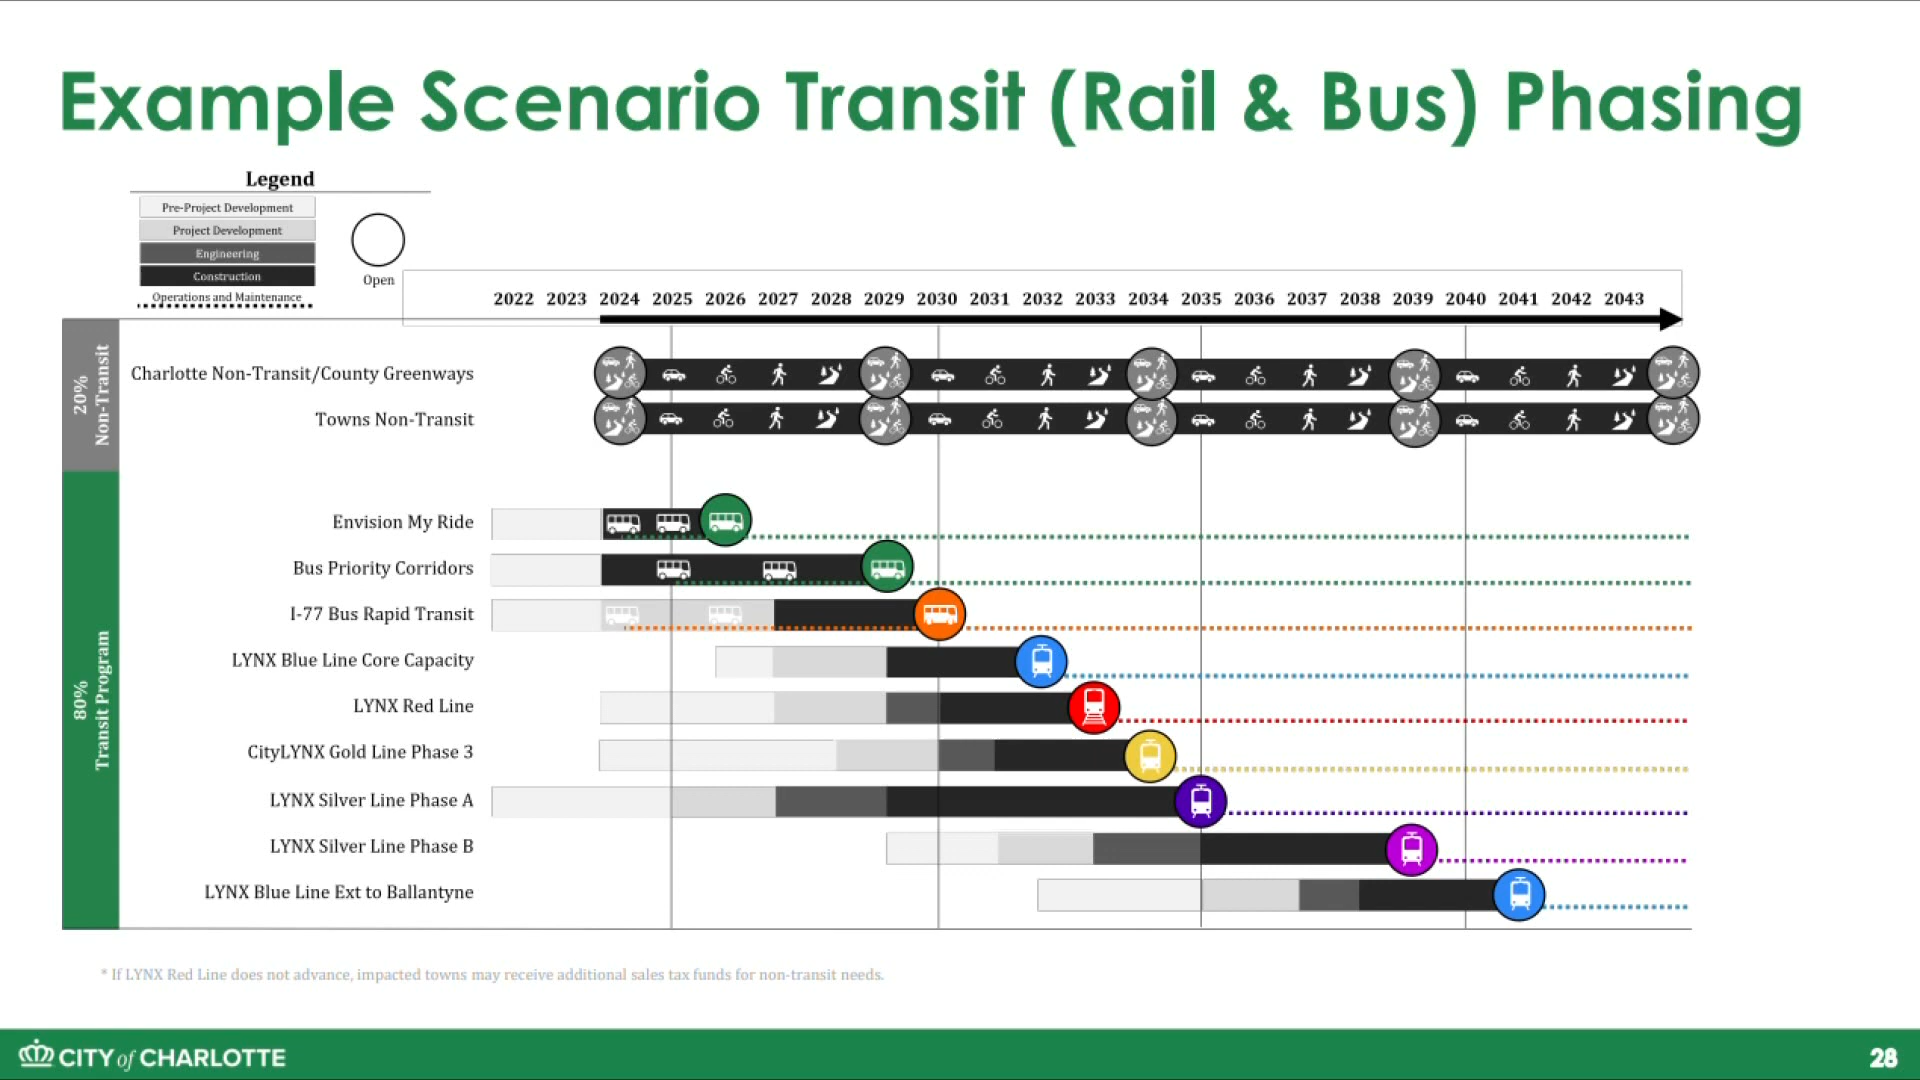 Example Scenario Transit (Rail & Bus) Phasing
Legend
Pre-Project Development
Project Development
Engineering
Construction
Operations and Maintenance
Open
2022 2023 2024 2025 2026 2027 2028 2029 2030 2031 2032 2033 2034 2035 2036 2037 2038 2039 2040 2041 2042 2043
20%
Non-Transit
Charlotte Non-Transit/County Greenways
Towns Non-Transit
80%
Transit Program
Envision My Ride
Bus Priority Corridors
I-77 Bus Rapid Transit
LYNX Blue Line Core Capacity
LYNX Red Line
CityLYNX Gold Line Phase 3
LYNX Silver Line Phase A
LYNX Silver Line Phase B
LYNX Blue Line Ext to Ballantyne
* If LYNX Red Line does not advance, impacted towns may receive additional sales tax funds for non-transit needs.
CITY of CHARLOTTE
28